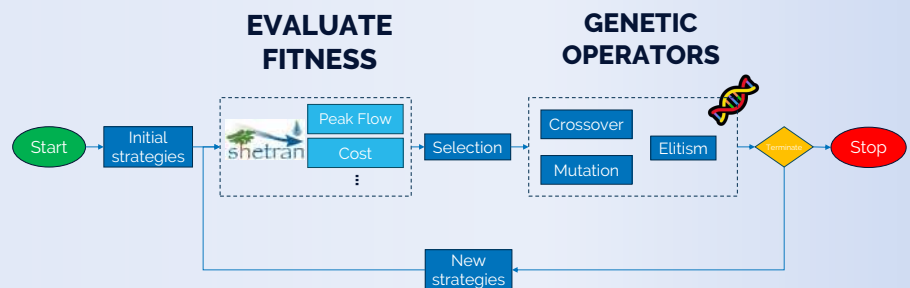 EVALUATE
FITNESS
GENETIC
OPERATORS
Start
Initial
strategies
shetran
Peak Flow
Cost
⋮
Selection
Crossover
Mutation
Elitism
Terminate
Stop
New
strategies